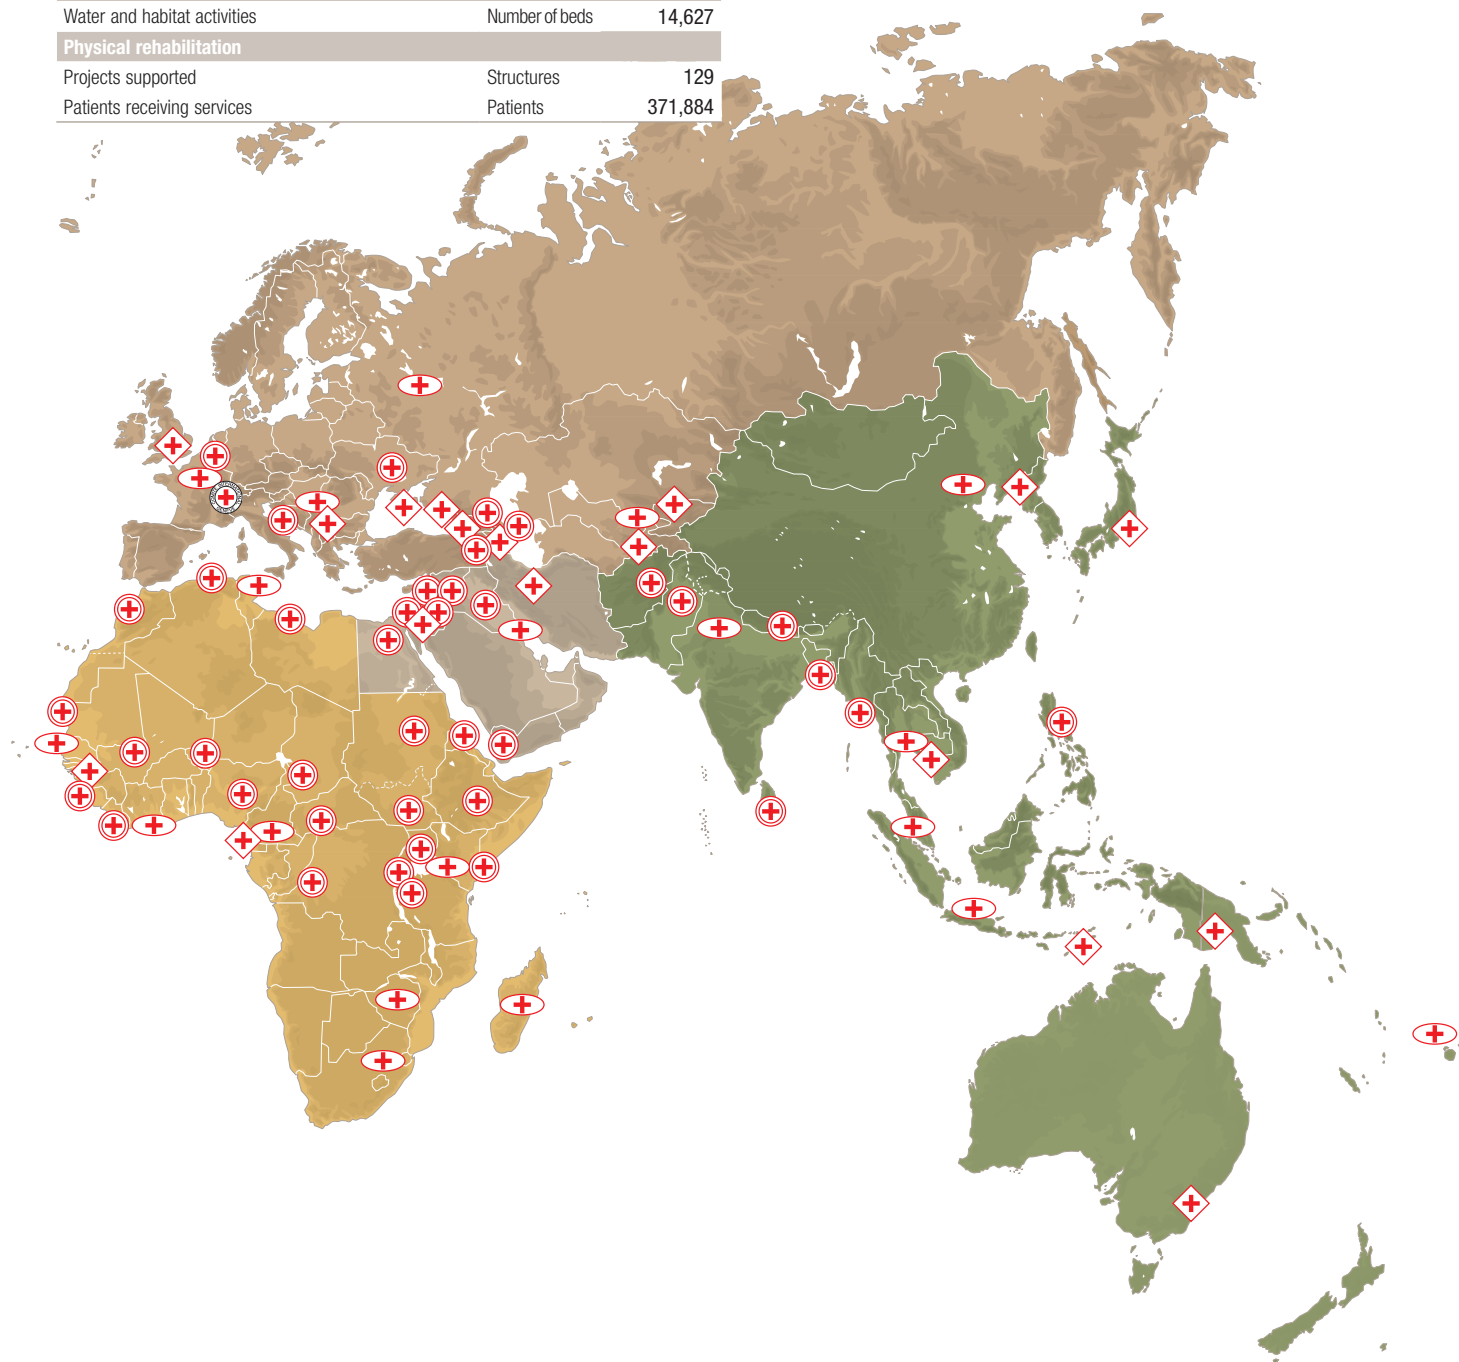 Water and habitat activities Number of beds 14,627
Physical rehabilitation
Projects supported Structures 129
Patients receiving services Patients 371,884